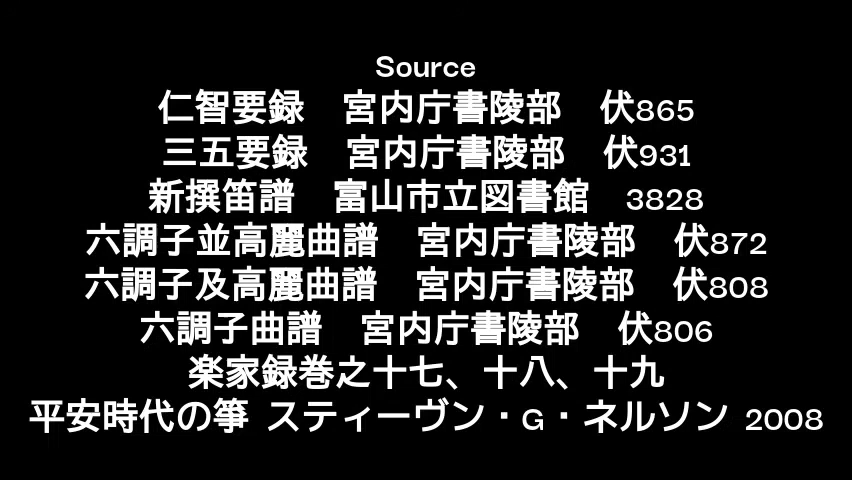 Source
仁智要録　宮内庁書陵部　伏865
三五要録　宮内庁書陵部　伏931
新撰笛譜　富山市立図書館　3828
六調子並高麗曲譜　宮内庁書陵部　伏872
六調子及高麗曲譜　宮内庁書陵部　伏808
六調子曲譜　宮内庁書陵部　伏806
楽家録巻之十七、十八、十九
平安時代の箏 スティーヴン・G・ネルソン 2008